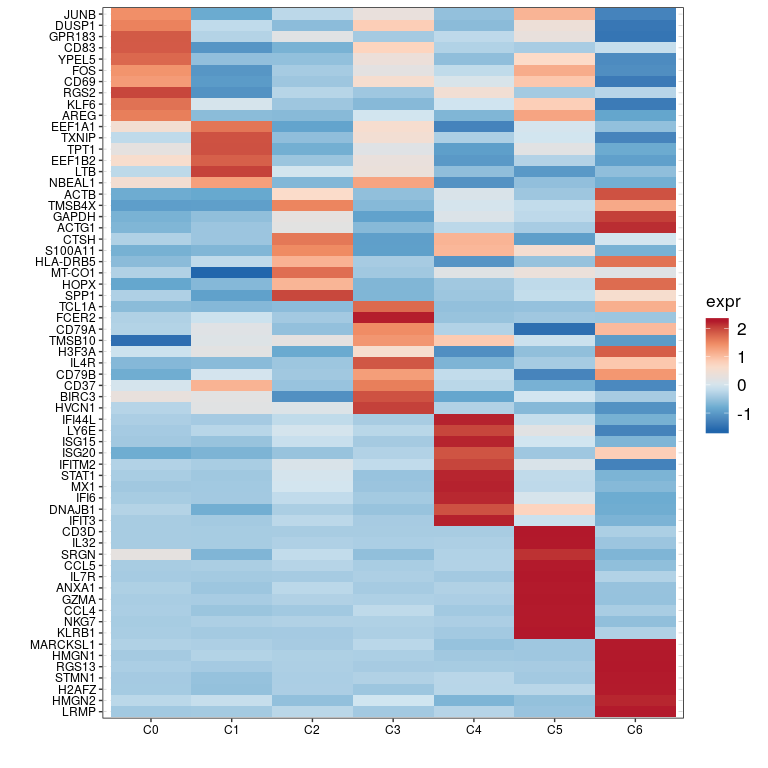 JUNB
DUSP1
GPR183
CD83
YPEL5
FOS
CD69
RGS2
KLF6
AREG
EEF1A1
TXNIP
TPT1
EEF1B2
LTB
NBEAL1
ACTB
TMSB4X
GAPDH
ACTG1
CTSH
S100A11
HLA-DRB5
MT-CO1
HOPX
SPP1
TCL1A
FCER2
CD79A
TMSB10
H3F3A
IL4R
CD79B
CD37
BIRC3
HVCN1
IFI44L
LY6E
ISG15
ISG20
IFITM2
STAT1
MX1
IFI6
DNAJB1
IFIT3
CD3D
IL32
SRGN
CCL5
IL7R
ANXA1
GZMA
CCL4
NKG7
KLRB1
MARCKSL1
HMGN1
RGS13
STMN1
H2AFZ
HMGN2
LRMP
C0 C1 C2 C3 C4 C5 C6
expr
2
1
0
-1